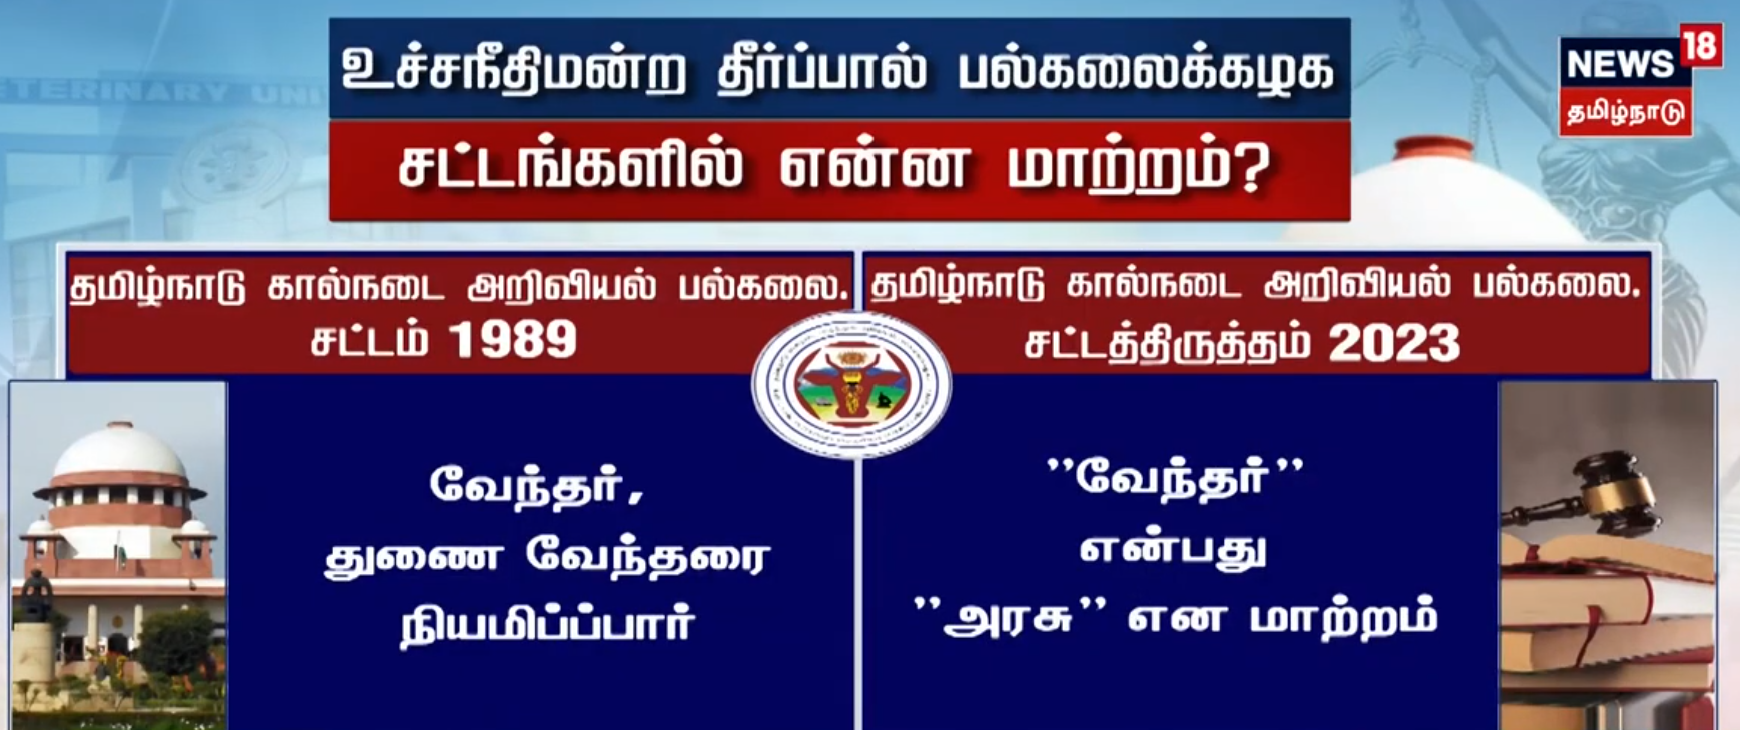 உச்சநீதிமன்ற தீர்ப்பால் பல்கலைக்கழக
சட்டங்களில் என்ன மாற்றம்?
NEWS 18
தமிழ்நாடு
தமிழ்நாடு கால்நடை அறிவியல் பல்கலை.
சட்டம் 1989
தமிழ்நாடு கால்நடை அறிவியல் பல்கலை.
சட்டத்திருத்தம் 2023
வேந்தர்,
துணை வேந்தரை
நியமிப்ப்பார்
”வேந்தர்”
என்பது
”அரசு” என மாற்றம்